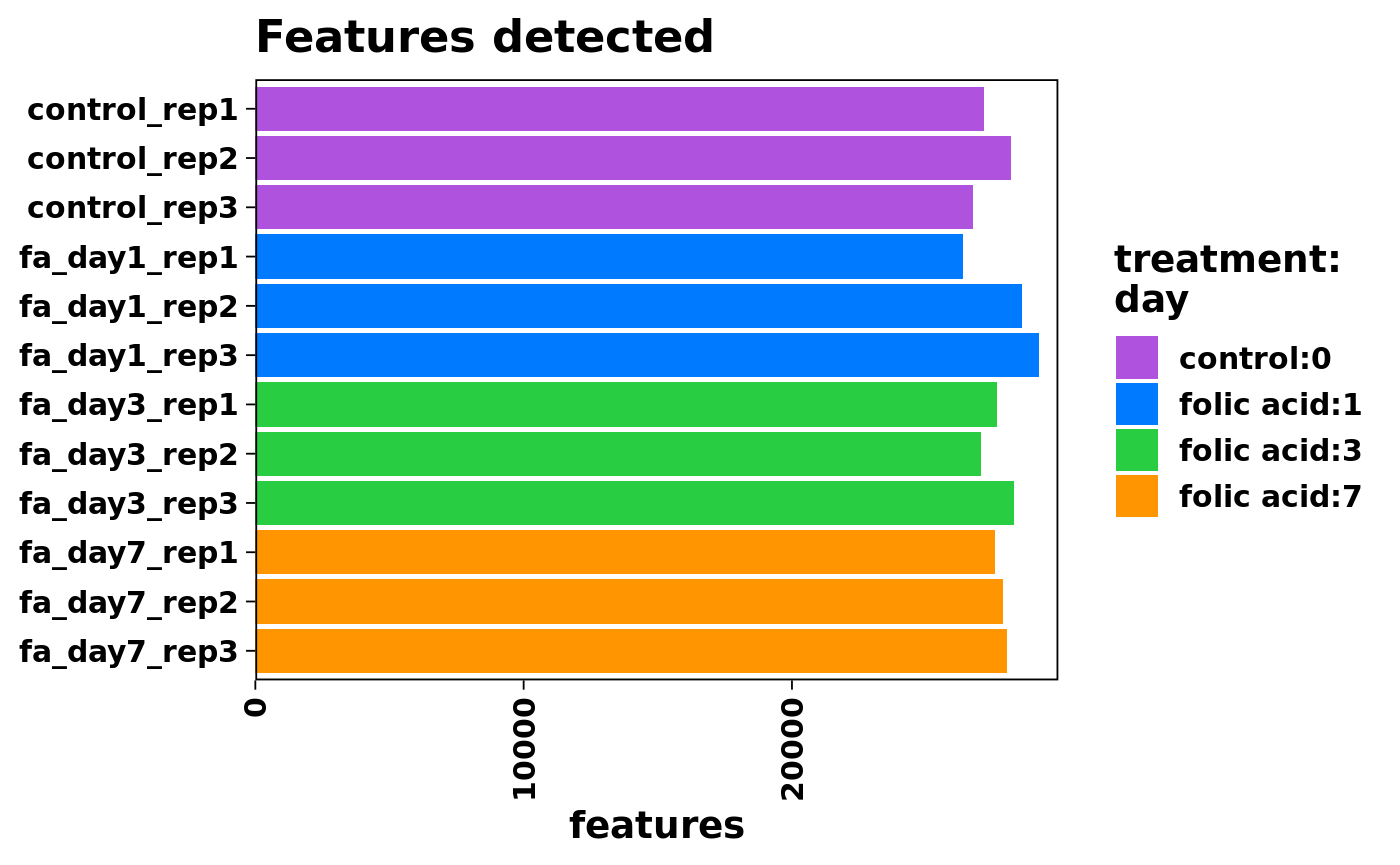 Features detected
control_rep1
control_rep2
control_rep3
fa_day1_rep1
fa_day1_rep2
fa_day1_rep3
fa_day3_rep1
fa_day3_rep2
fa_day3_rep3
fa_day7_rep1
fa_day7_rep2
fa_day7_rep3
0
10000
20000
features
treatment:
day
control:0
folic acid:1
folic acid:3
folic acid:7